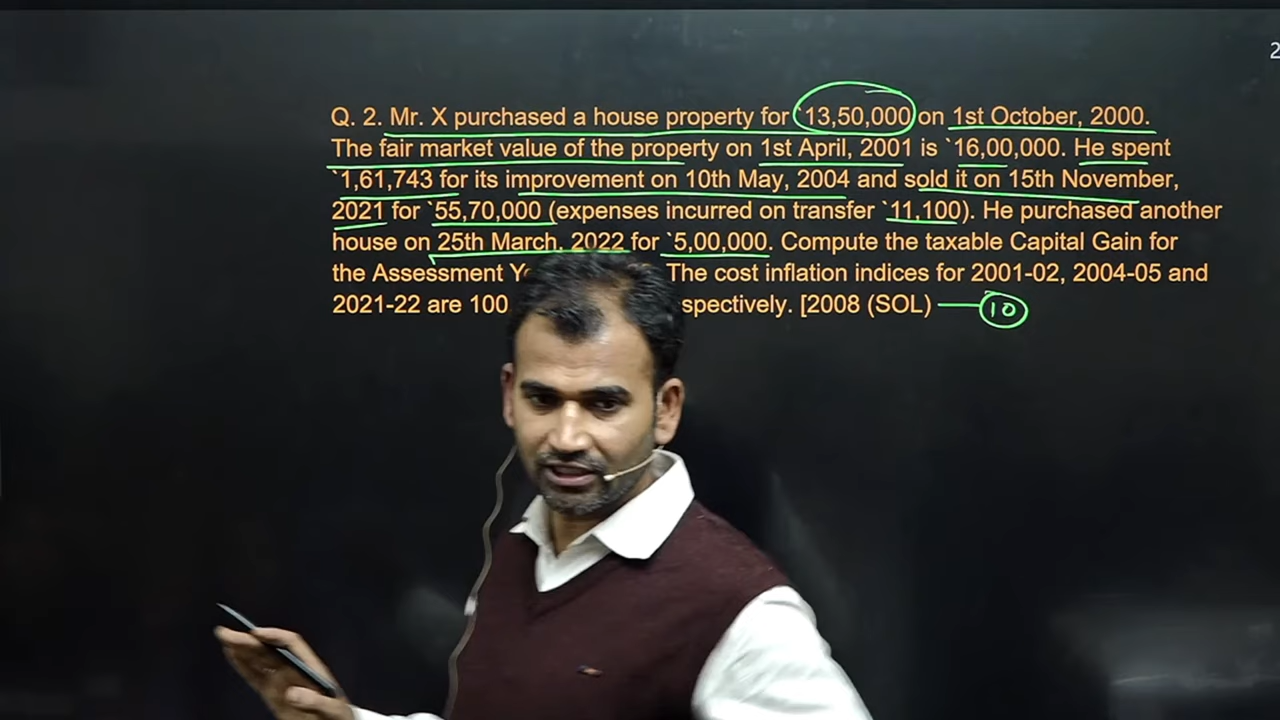 2
Q. 2. Mr. X purchased a house property for `13,50,000 on 1st October, 2000.
The fair market value of the property on 1st April, 2001 is `16,00,000. He spent
`1,61,743 for its improvement on 10th May, 2004 and sold it on 15th November,
2021 for `55,70,000 (expenses incurred on transfer `11,100). He purchased another
house on 25th March, 2022 for `5,00,000. Compute the taxable Capital Gain for
the Assessment The cost inflation indices for 2001-02, 2004-05 and
2021-22 are 100 [2008 (SOL) 10